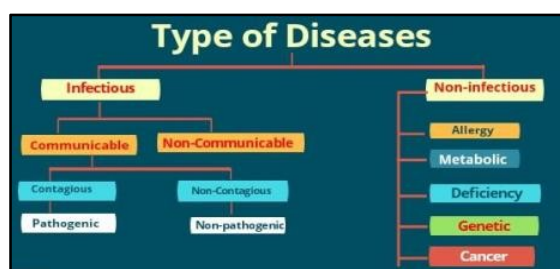 Type of Diseases
Infectious
Non-infectious
Communicable
Non-Communicable
Contagious
Non-Contagious
Pathogenic
Non-pathogenic
Allergy
Metabolic
Deficiency
Genetic
Cancer